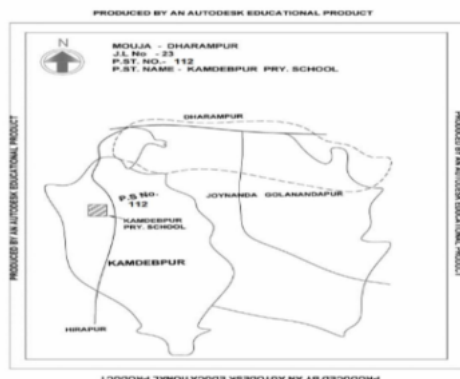 PRODUCED BY AN AUTODESK EDUCATIONAL PRODUCT
N
MOUJA - DHARAMPUR
J.L No - 23
P.ST. NO.- 112
P.ST. NAME - KAMDEBPUR PRY. SCHOOL
DHARAMPUR
P.S No.
112
JOYNANDA GOLANANDAPUR
KAMDEBPUR
PRY. SCHOOL
KAMDEBPUR
HIRAPUR
PRODUCED BY AN AUTODESK EDUCATIONAL PRODUCT
PRODUCED BY AN AUTODESK EDUCATIONAL PRODUCT
PRODUCED BY AN AUTODESK EDUCATIONAL PRODUCT